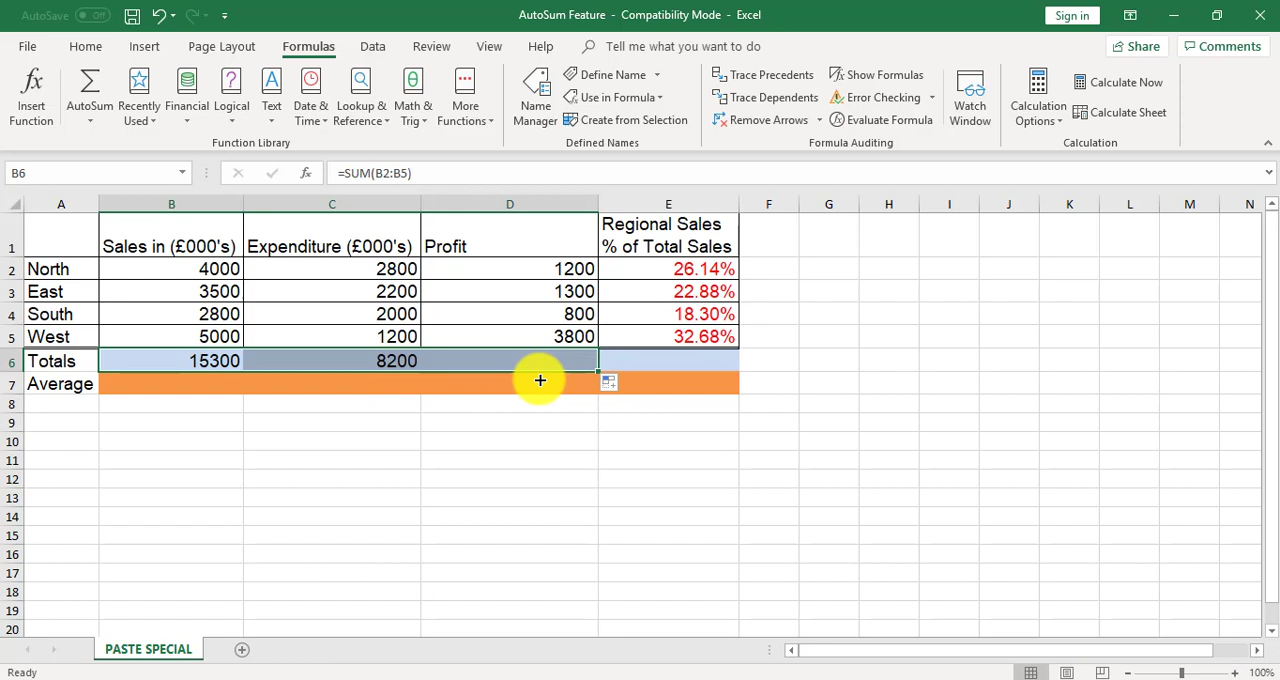 AutoSave Off AutoSum Feature - Compatibility Mode - Excel Sign in
File Home Insert Page Layout Formulas Data Review View Help Tell me what you want to do Share Comments
Insert Function
AutoSum
Recently Used
Financial
Logical
Text
Date & Time
Lookup & Reference
Math & Trig
More Functions
Function Library
Name Manager
Define Name
Use in Formula
Create from Selection
Defined Names
Trace Precedents
Trace Dependents
Remove Arrows
Show Formulas
Error Checking
Evaluate Formula
Formula Auditing
Watch Window
Calculation Options
Calculate Now
Calculate Sheet
Calculation
B6 fx =SUM(B2:B5)
A B C D E F G H I J K L M N
Regional Sales
1 Sales in (£000's) Expenditure (£000's) Profit % of Total Sales
2 North 4000 2800 1200 26.14%
3 East 3500 2200 1300 22.88%
4 South 2800 2000 800 18.30%
5 West 5000 1200 3800 32.68%
6 Totals 15300 8200
7 Average
8
9
10
11
12
13
14
15
16
17
18
19
20
PASTE SPECIAL
Ready 100%